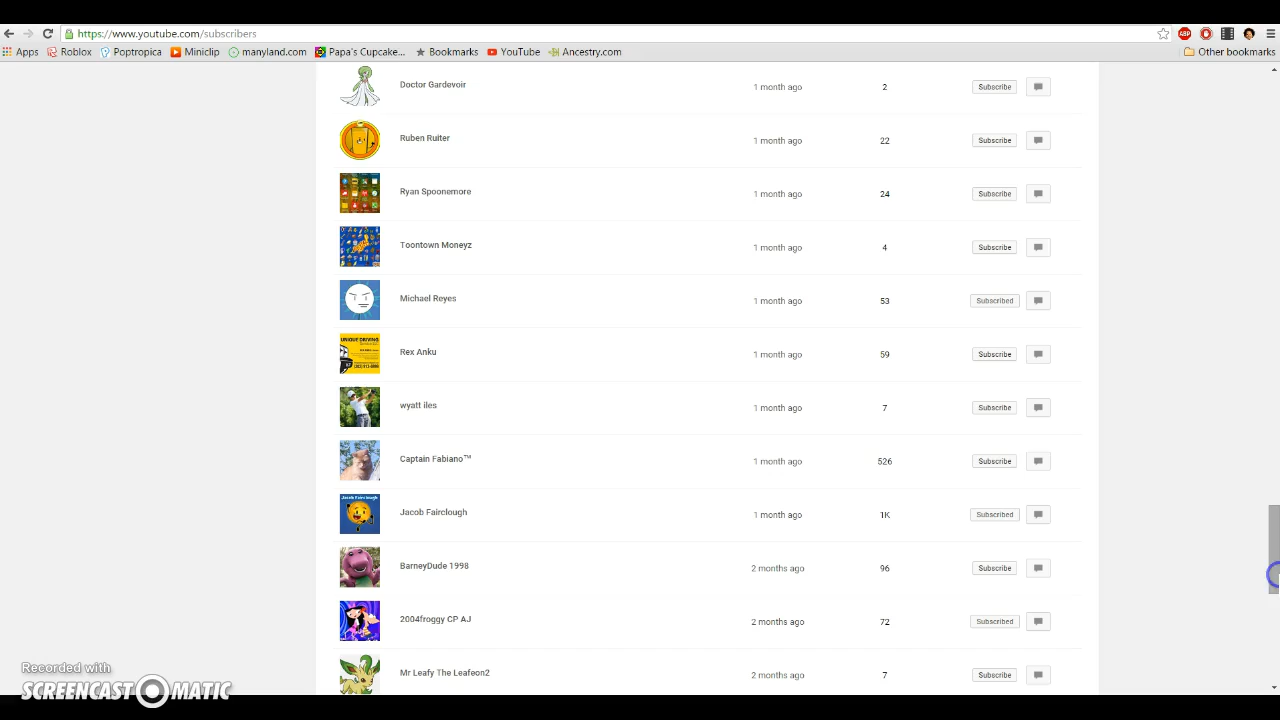 https://www.youtube.com/subscribers
ABP
Apps Roblox Poptropica Miniclip manyland.com Papa's Cupcake... Bookmarks YouTube Ancestry.com Other bookmarks
Doctor Gardevoir 1 month ago 2 Subscribe
Ruben Ruiter 1 month ago 22 Subscribe
Ryan Spoonemore 1 month ago 24 Subscribe
Toontown Moneyz 1 month ago 4 Subscribe
Michael Reyes 1 month ago 53 Subscribed
UNIQUE DRIVING
Rex Anku 1 month ago 59 Subscribe
wyatt iles 1 month ago 7 Subscribe
Captain Fabiano™ 1 month ago 526 Subscribe
Jacob Fairclough
Jacob Fairclough 1 month ago 1K Subscribed
BarneyDude 1998 2 months ago 96 Subscribe
2004froggy CP AJ 2 months ago 72 Subscribed
Mr Leafy The Leafeon2 2 months ago 7 Subscribe
Recorded with
SCREENCAST-O-MATIC